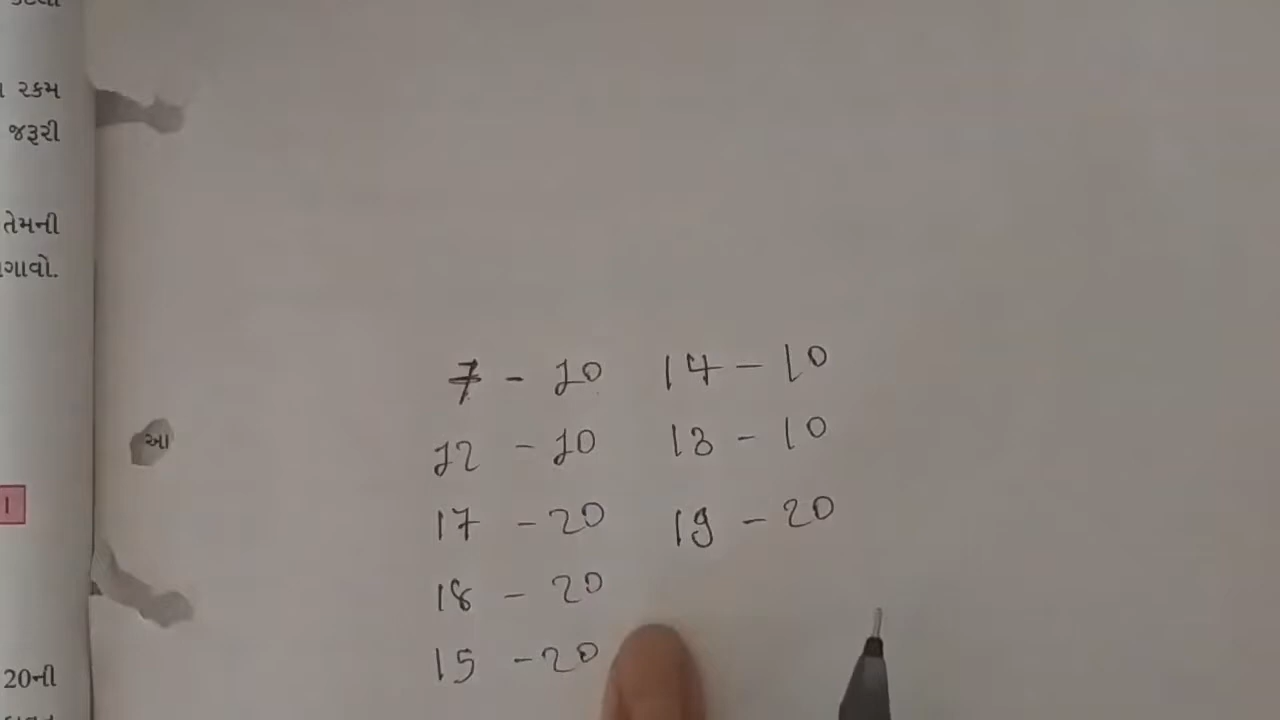 રકમ
જરૂરી
તેમની
ગાવો.
આ
1
20ની
7 - 10 14 - 10
12 - 10 13 - 10
17 - 20 19 - 20
18 - 20
15 - 20